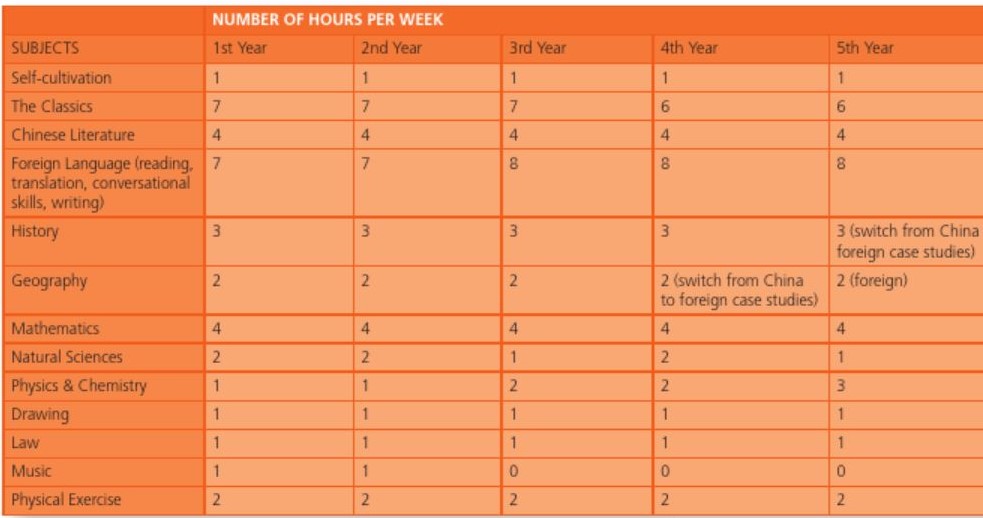 NUMBER OF HOURS PER WEEK
SUBJECTS 1st Year 2nd Year 3rd Year 4th Year 5th Year
Self-cultivation 1 1 1 1 1
The Classics 7 7 7 6 6
Chinese Literature 4 4 4 4 4
Foreign Language (reading, 7 7 8 8 8
translation, conversational
skills, writing)
History 3 3 3 3 3 (switch from China
foreign case studies)
Geography 2 2 2 2 (switch from China 2 (foreign)
to foreign case studies)
Mathematics 4 4 4 4 4
Natural Sciences 2 2 1 2 1
Physics & Chemistry 1 1 2 2 3
Drawing 1 1 1 1 1
Law 1 1 1 1 1
Music 1 1 0 0 0
Physical Exercise 2 2 2 2 2